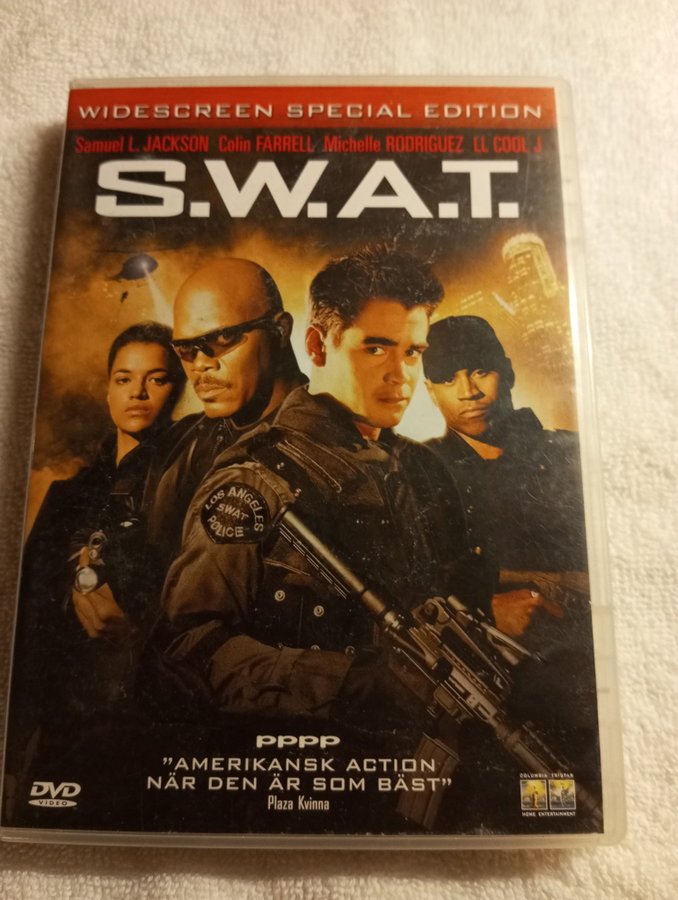 WIDESCREEN SPECIAL EDITION
Samuel L. JACKSON Colin FARRELL Michelle RODRIGUEZ LL COOL J
S.W.A.T.
LOS ANGELES
SWAT
POLICE
PPPP
"AMERIKANSK ACTION
NÄR DEN ÄR SOM BÄST"
Plaza Kvinna
DVD
VIDEO
COLUMBIA TRISTAR
HOME ENTERTAINMENT